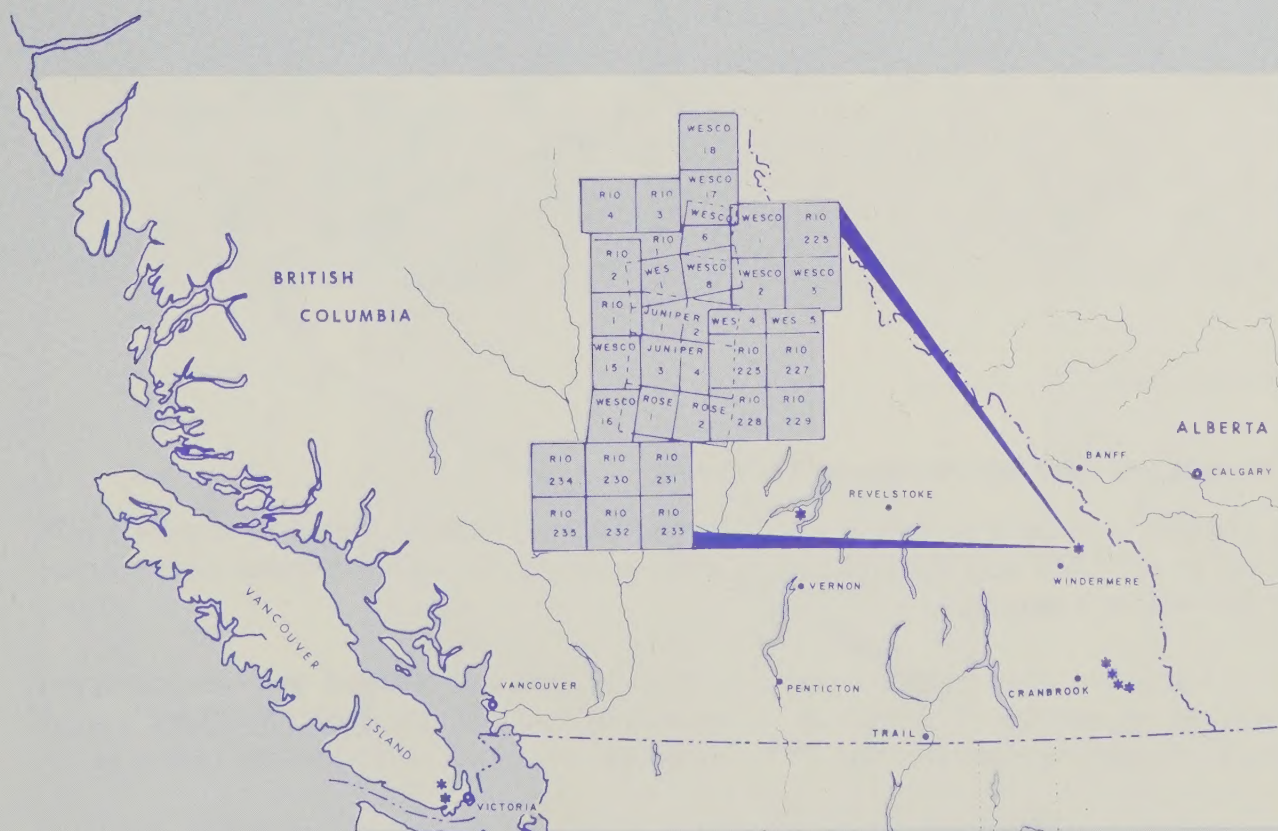 WESCO
18
WESCO
17
RIO
4
RIO
3
WESCO
6
WESCO
1
RIO
225
RIO
1
RIO
2
WES
1
WESCO
8
WESCO
2
WESCO
3
BRITISH
COLUMBIA
RIO
1
JUNIPER
1 2
WES 4
WES 5
WESCO
15
JUNIPER
3 4
RIO
225
RIO
227
WESCO
16
ROSE
1
ROSE
2
RIO
228
RIO
229
ALBERTA
BANFF
CALGARY
RIO
234
RIO
230
RIO
231
REVELSTOKE
RIO
235
RIO
232
RIO
233
WINDERMERE
VERNON
VANCOUVER
ISLAND
VANCOUVER
PENTICTON
CRANBROOK
TRAIL
VICTORIA